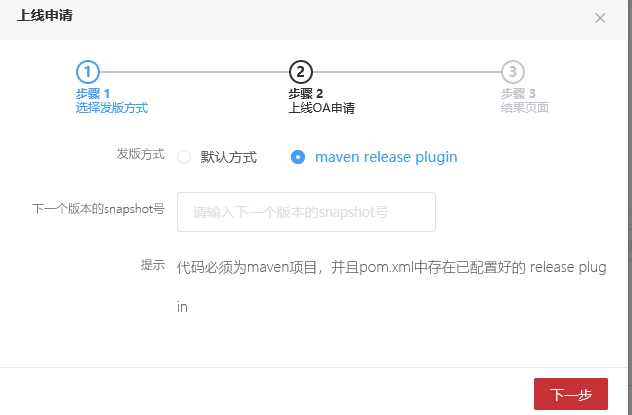 上线申请
1
2
3
步骤 1
步骤 2
步骤 3
选择发版方式
上线OA申请
结果页面
发版方式
默认方式
maven release plugin
下一个版本的snapshot号
请输入下一个版本的snapshot号
提示
代码必须为maven项目，并且pom.xml中存在已配置好的 release plug
in
下一步